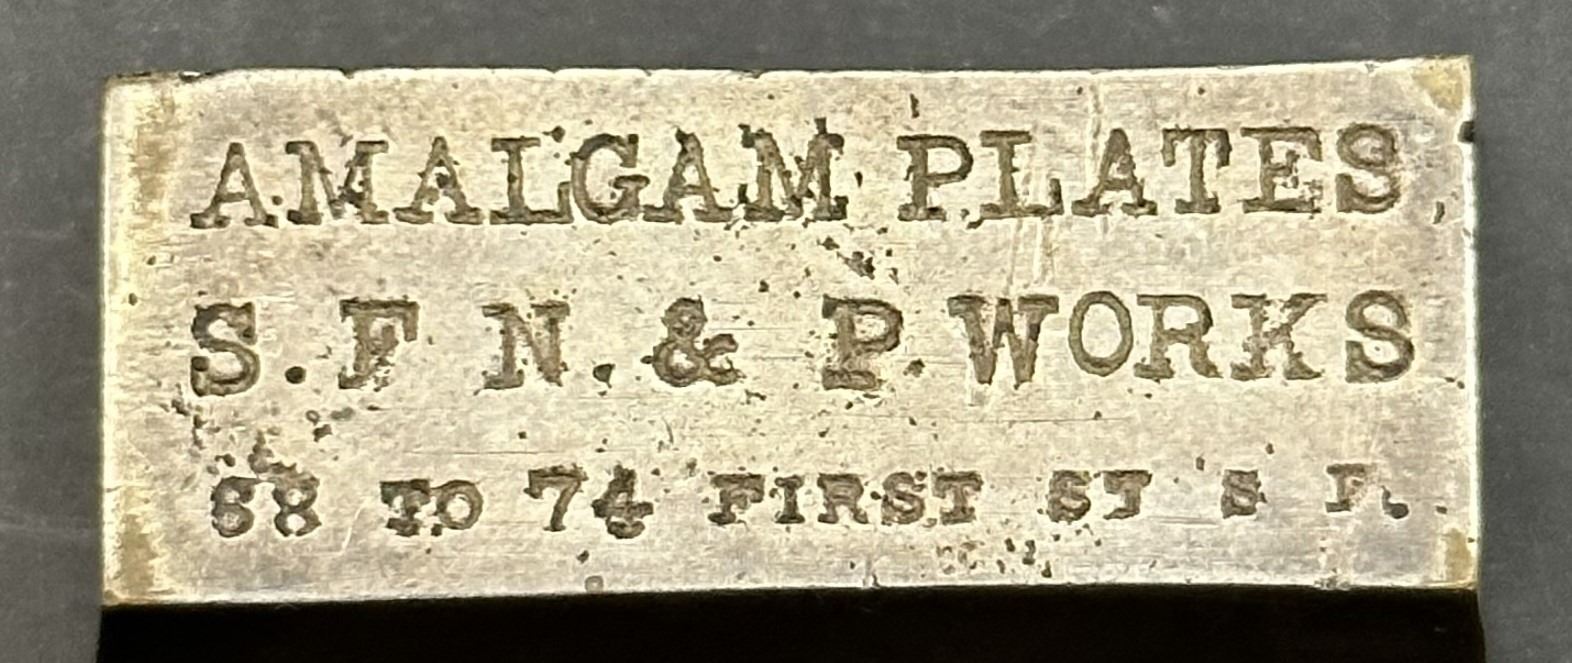 AMALGAM PLATES
S. F N. & P. WORKS
68 TO 74 FIRST ST S F.